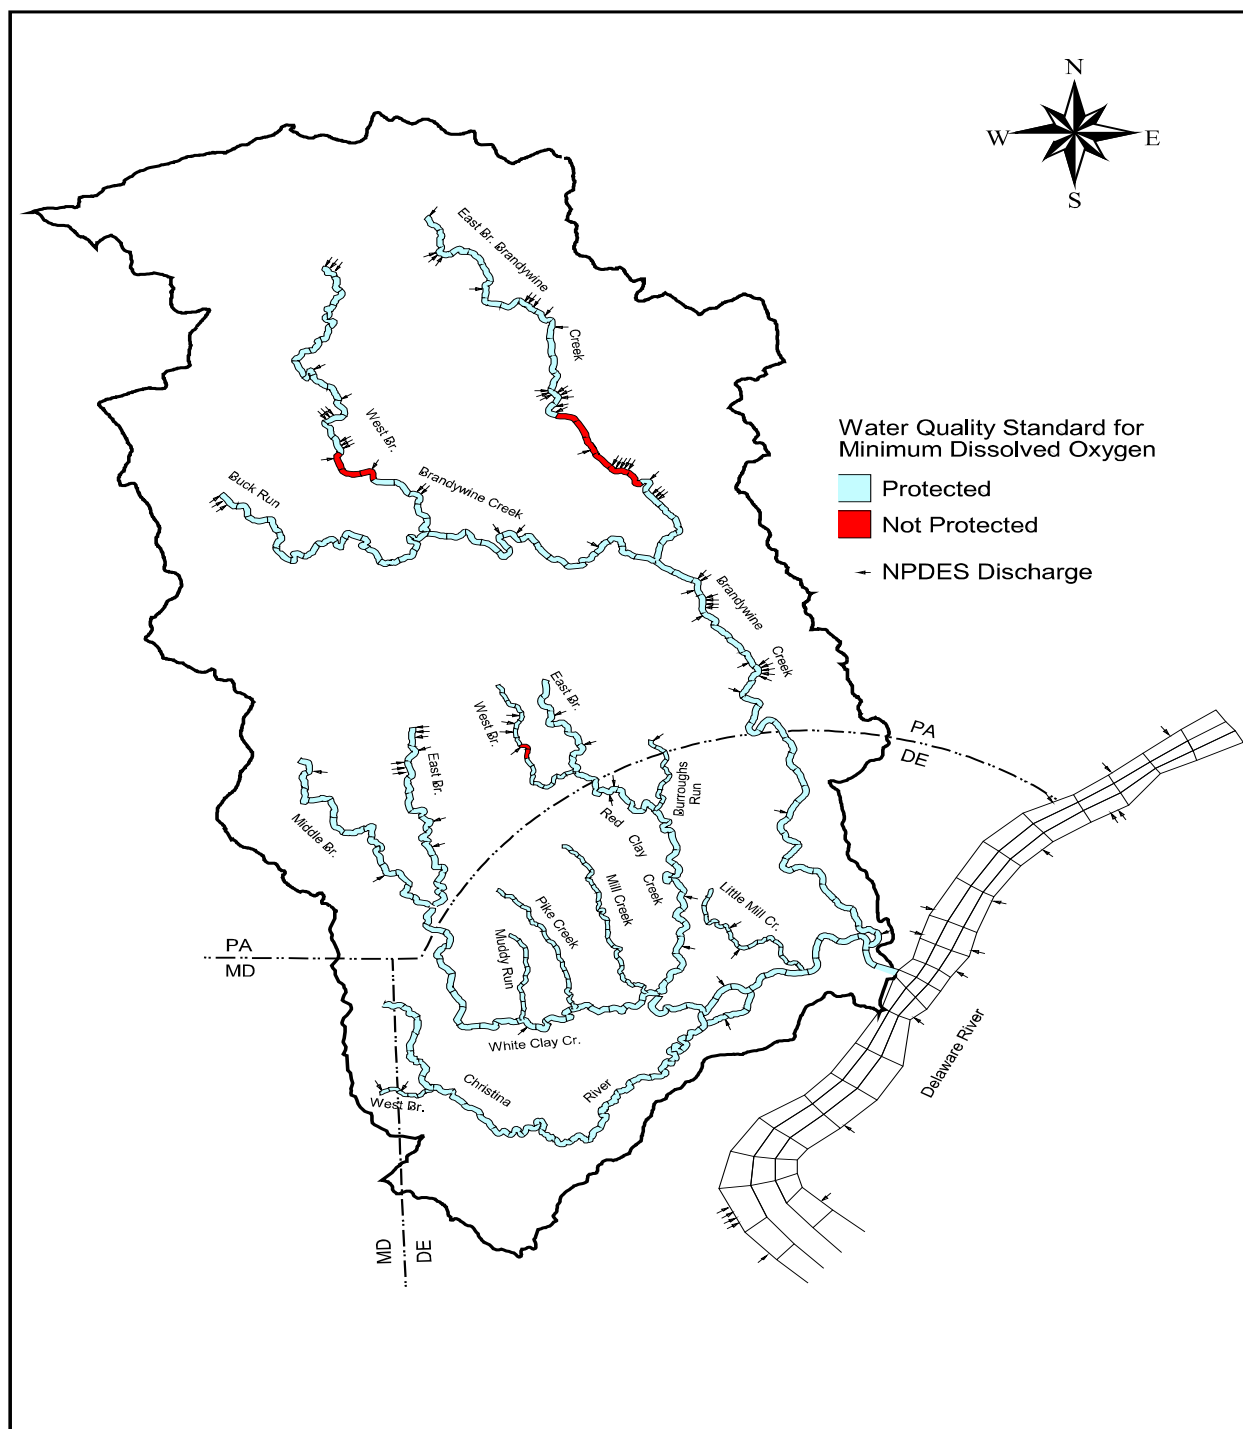 N
W
E
S
East Br. Brandywine
Creek
West Br.
Brandywine Creek
Buck Run
Water Quality Standard for
Minimum Dissolved Oxygen
Protected
Not Protected
NPDES Discharge
Brandywine
Creek
East Br.
West Br.
PA
DE
East Br.
Middle Br.
Burroughs
Run
Red
Clay
Creek
Mill Creek
Little Mill Cr.
Pike Creek
Muddy Run
PA
MD
White Clay Cr.
Delaware River
Christina
River
West Br.
MD
DE